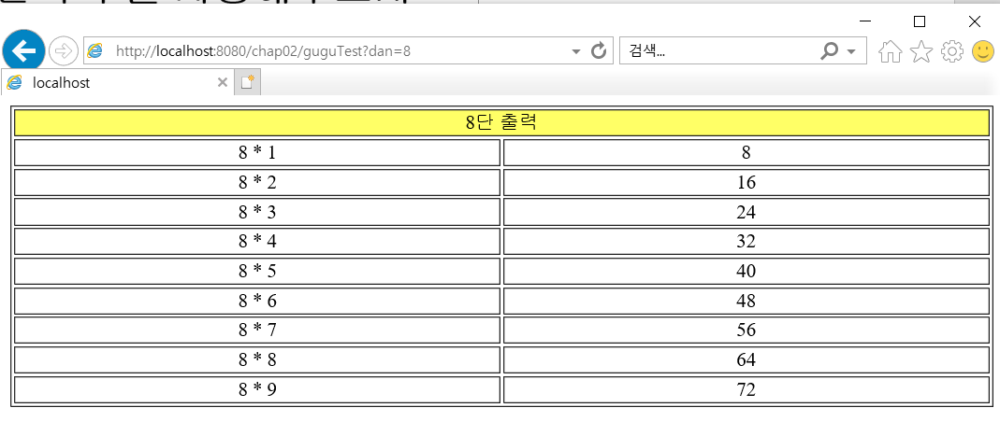 http://localhost:8080/chap02/guguTest?dan=8
검색...
localhost
8단 출력
8 * 1 8
8 * 2 16
8 * 3 24
8 * 4 32
8 * 5 40
8 * 6 48
8 * 7 56
8 * 8 64
8 * 9 72